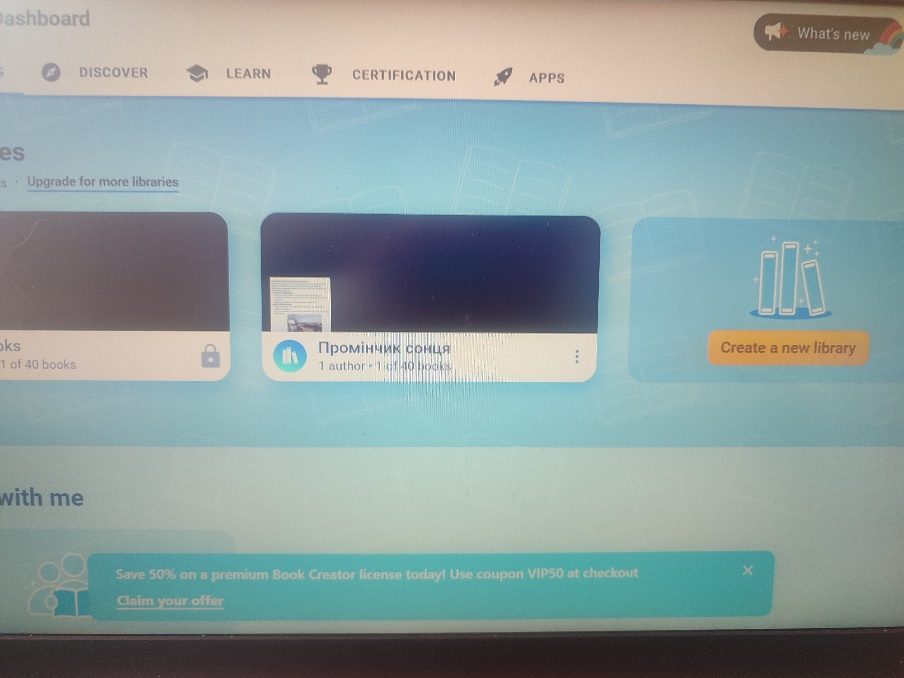 Dashboard
What's new
S DISCOVER LEARN CERTIFICATION APPS
es
s · Upgrade for more libraries
oks
1 of 40 books
Промінчик сонця
1 author • 1 of 40 books
Create a new library
with me
Save 50% on a premium Book Creator license today! Use coupon VIP50 at checkout
Claim your offer